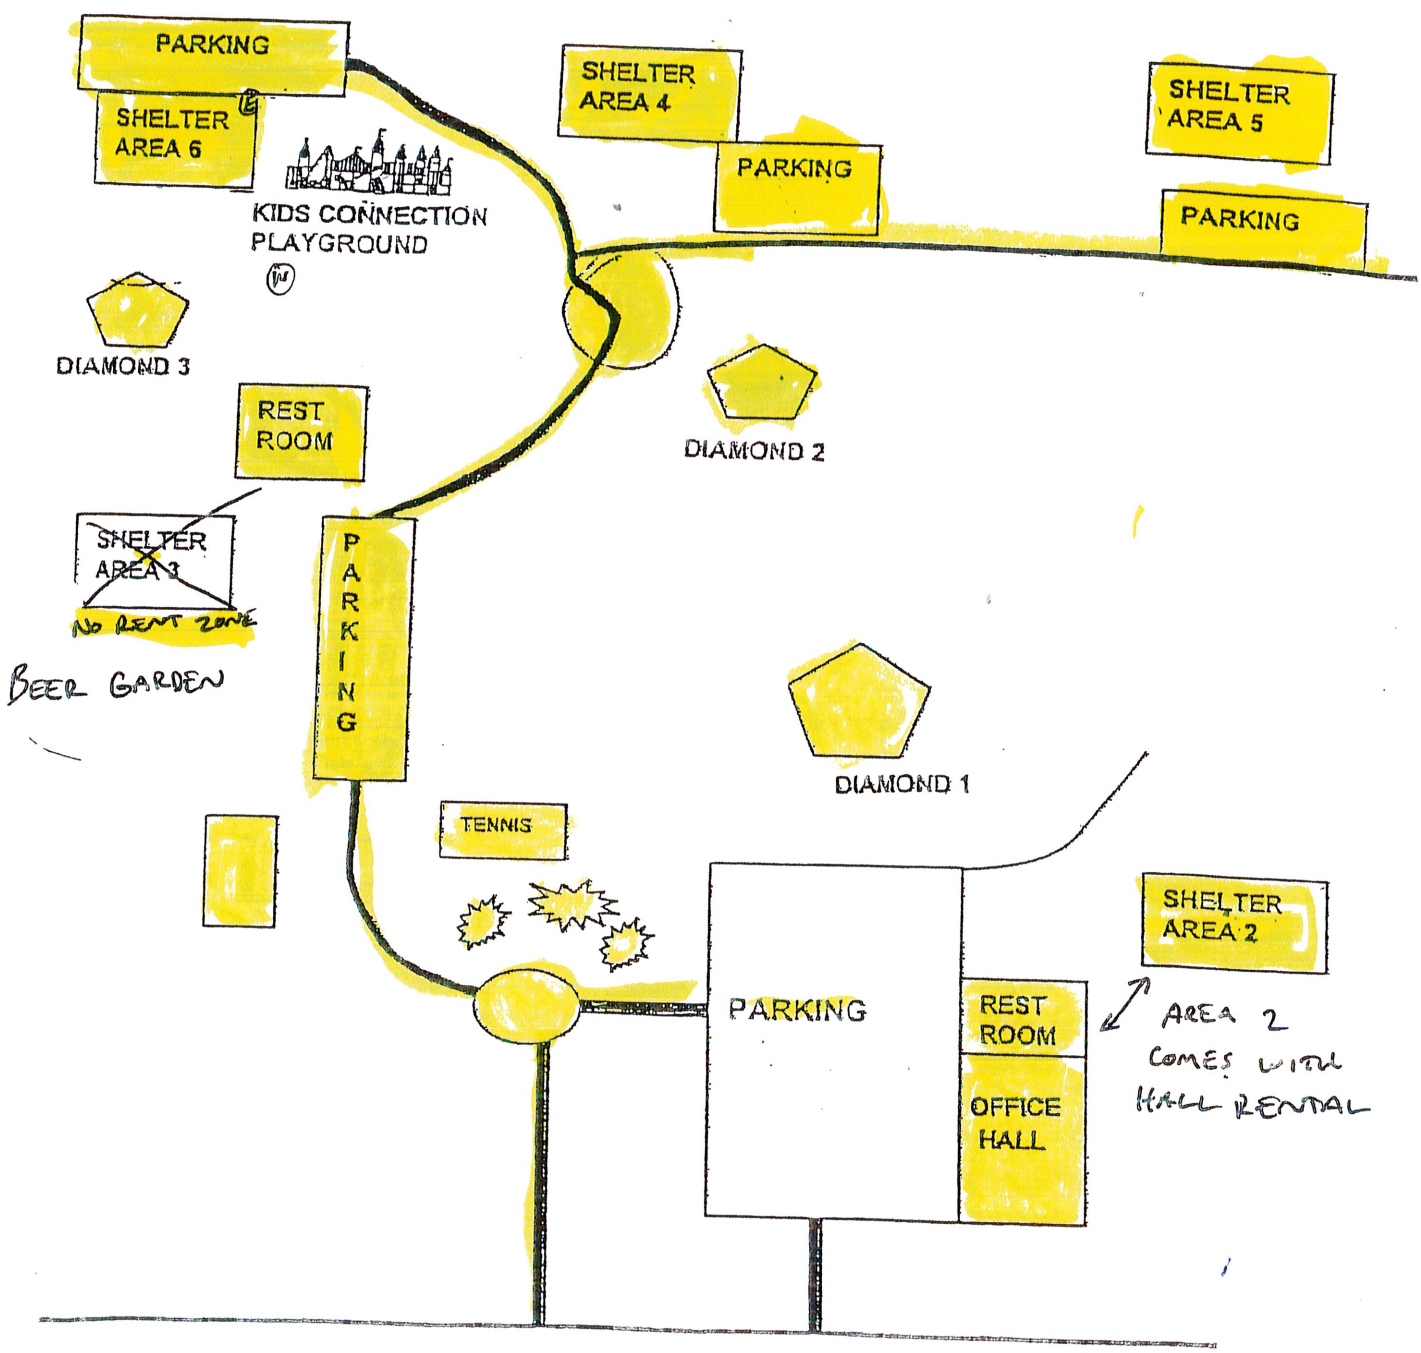 PARKING
SHELTER
AREA 6
E
KIDS CONNECTION
PLAYGROUND
W
SHELTER
AREA 4
PARKING
SHELTER
AREA 5
PARKING
DIAMOND 3
DIAMOND 2
REST
ROOM
SHELTER
AREA 3
NO RENT ZONE
BEER GARDEN
PARKING
DIAMOND 1
TENNIS
SHELTER
AREA 2
PARKING
REST
ROOM
AREA 2
COMES WITH
HALL RENTAL
OFFICE
HALL